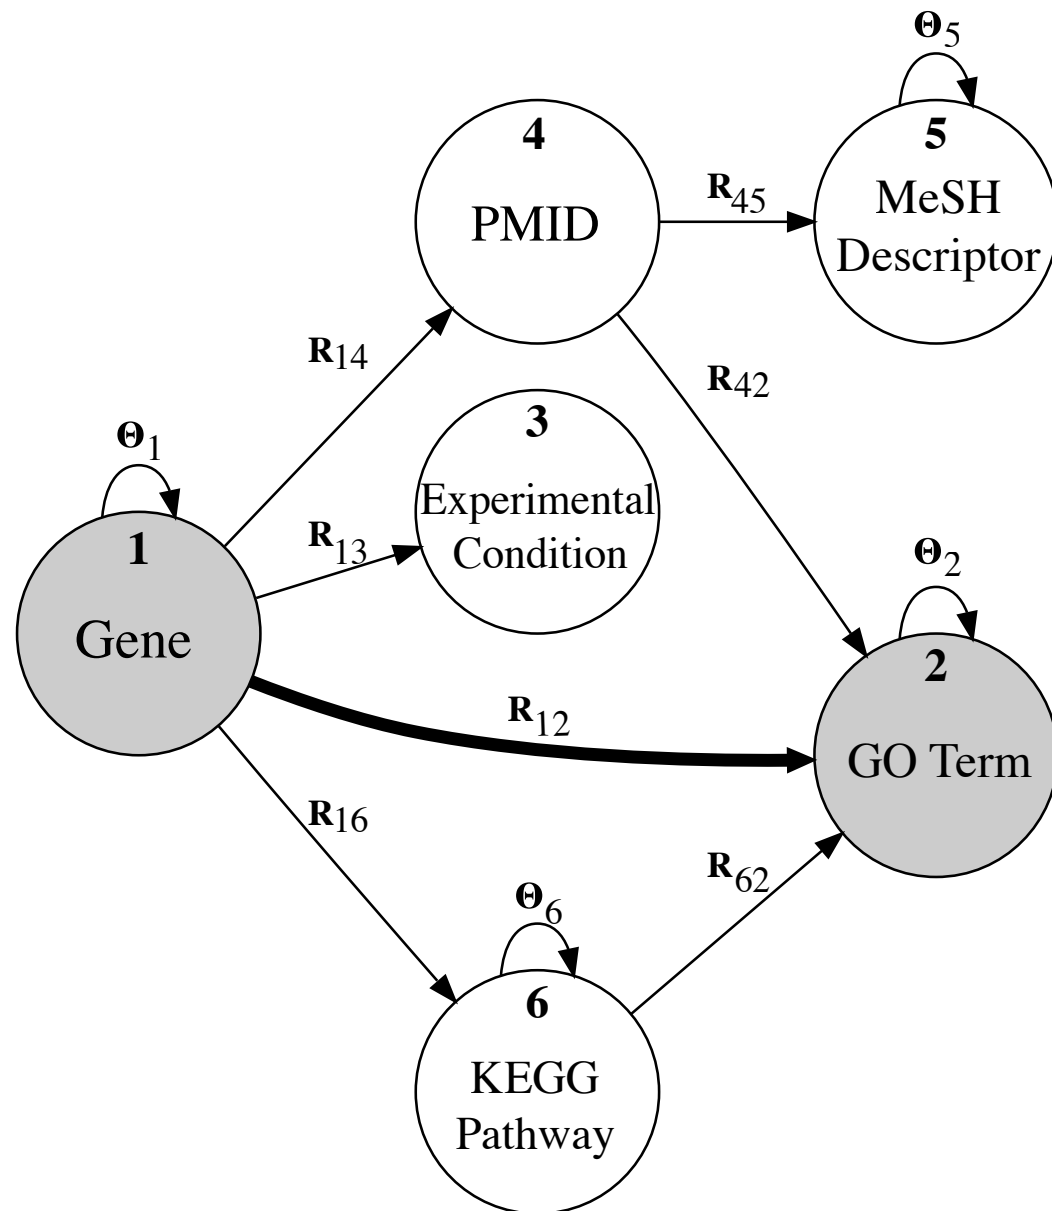 Θ5
4
PMID
R45
5
MeSH
Descriptor
R14
R42
Θ1
3
Experimental
Condition
R13
1
Gene
Θ2
2
GO Term
R12
R16
R62
Θ6
6
KEGG
Pathway